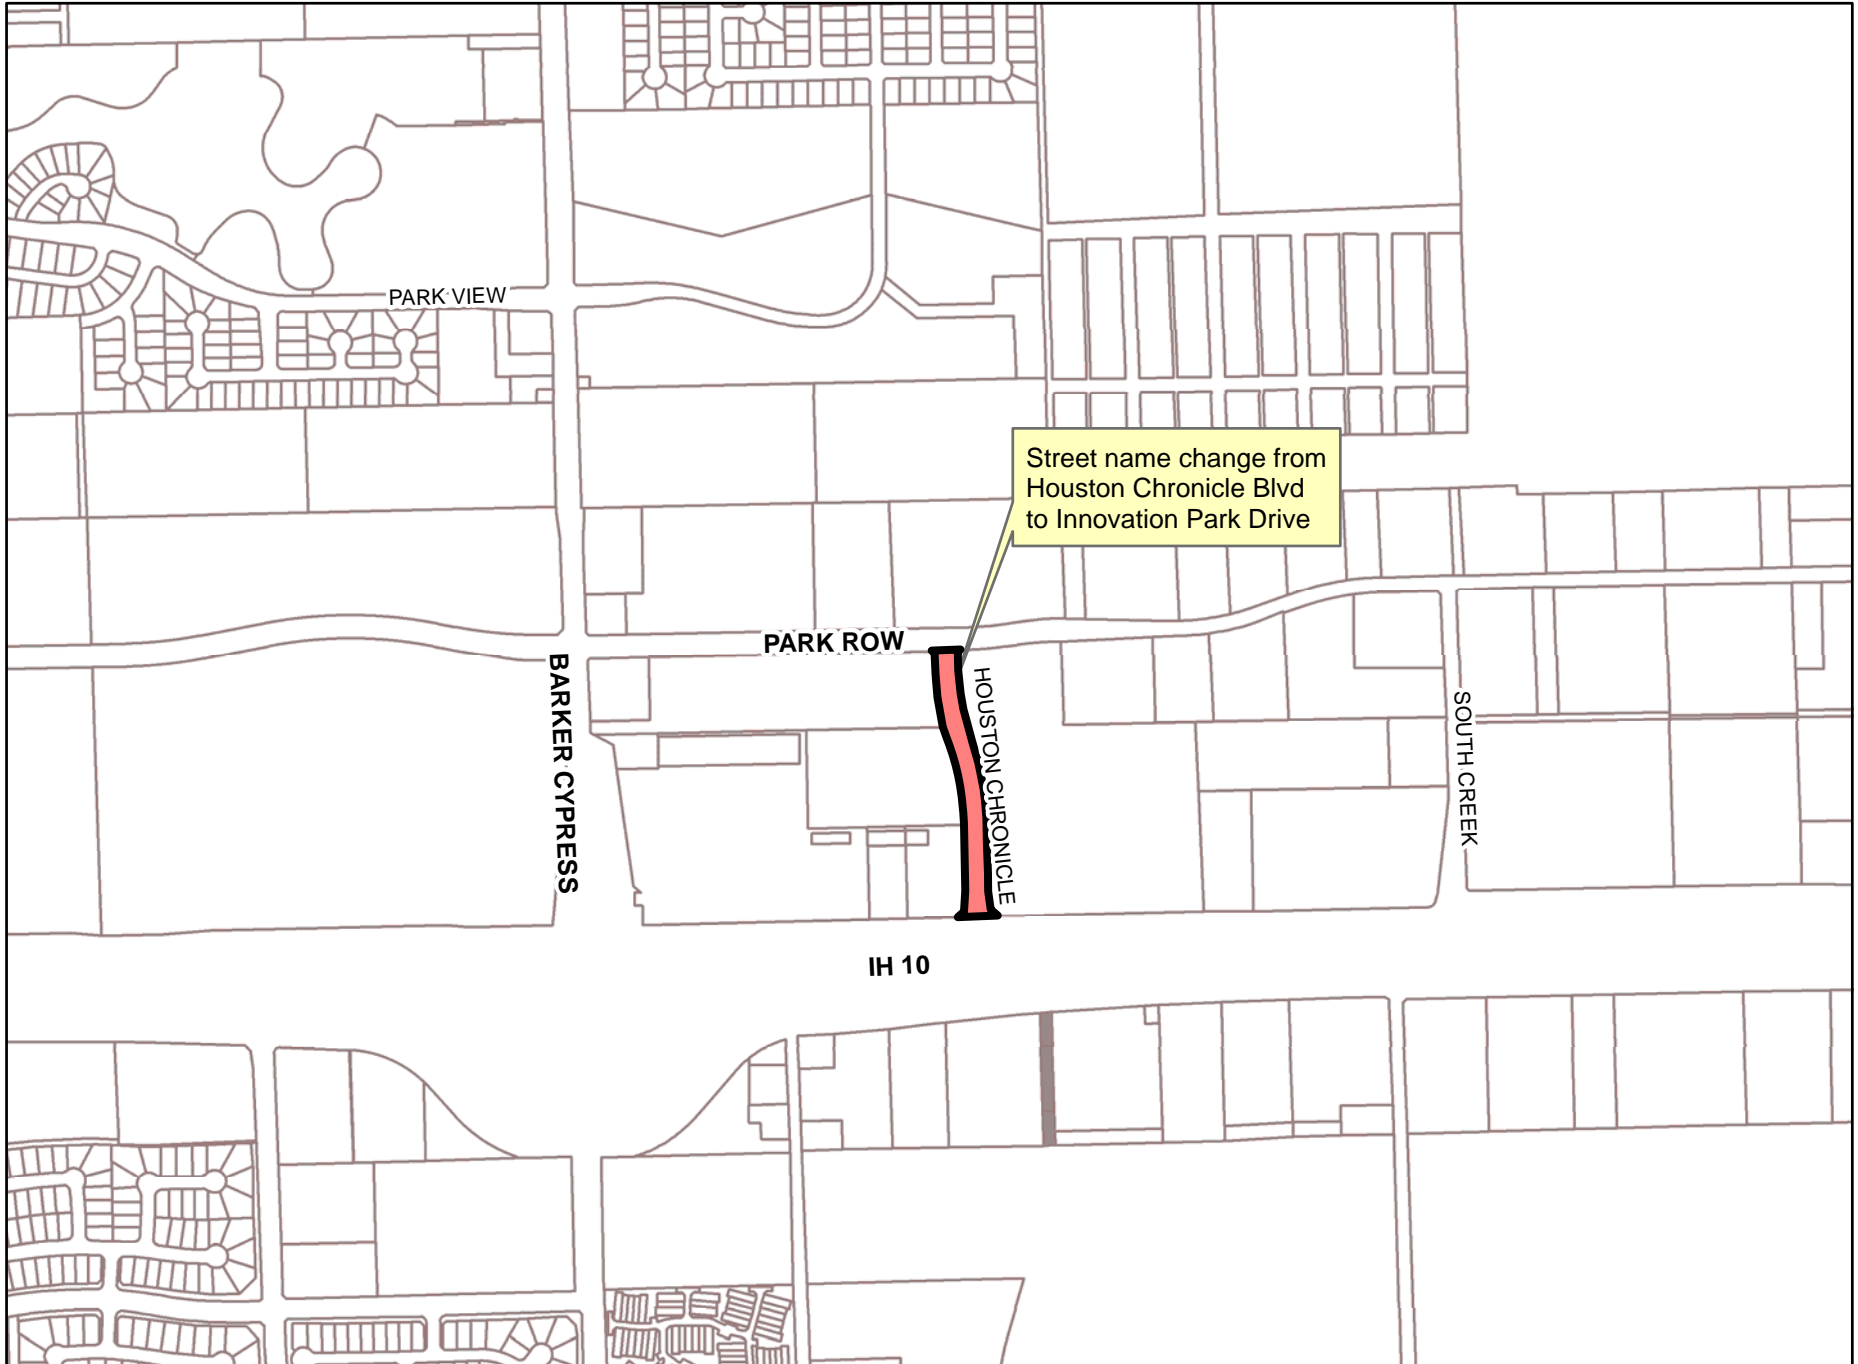 PARK VIEW
Street name change from
Houston Chronicle Blvd
to Innovation Park Drive
PARK ROW
BARKER CYPRESS
HOUSTON CHRONICLE
SOUTH CREEK
IH 10